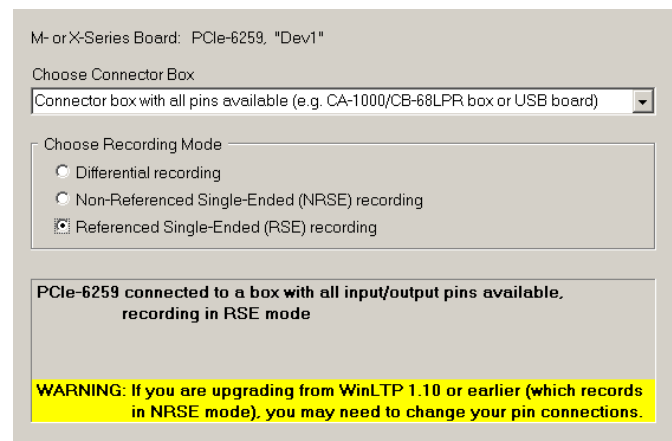 M- or X-Series Board: PCIe-6259, "Dev1"
Choose Connector Box
Connector box with all pins available (e.g. CA-1000/CB-68LPR box or USB board)
Choose Recording Mode
Differential recording
Non-Referenced Single-Ended (NRSE) recording
Referenced Single-Ended (RSE) recording
PCIe-6259 connected to a box with all input/output pins available,
recording in RSE mode
WARNING: If you are upgrading from WinLTP 1.10 or earlier (which records
in NRSE mode), you may need to change your pin connections.